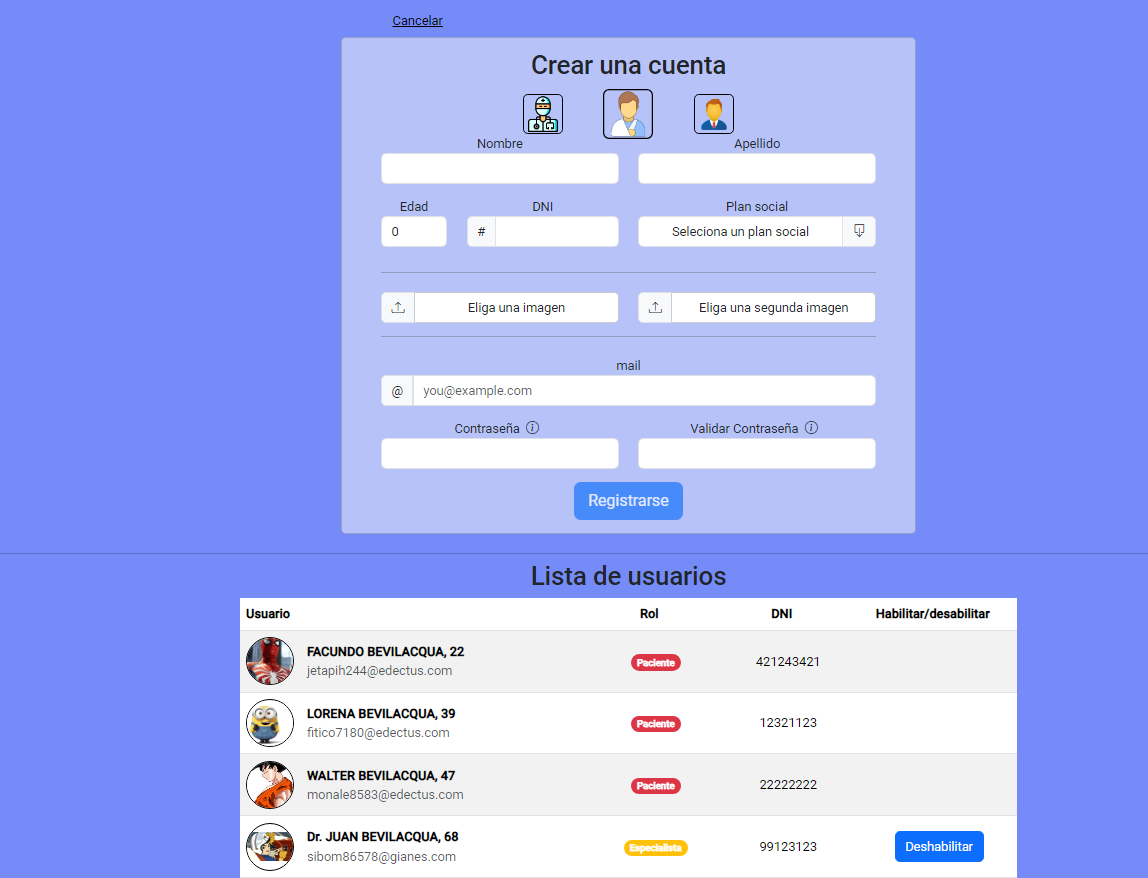 Cancelar
Crear una cuenta
Nombre Apellido
Edad DNI Plan social
0 # Seleciona un plan social
Eliga una imagen Eliga una segunda imagen
mail
@ you@example.com
Contraseña Validar Contraseña
Registrarse
Lista de usuarios
Usuario Rol DNI Habilitar/desabilitar
FACUNDO BEVILACQUA, 22
jetapih244@edectus.com
Paciente 421243421
LORENA BEVILACQUA, 39
fitico7180@edectus.com
Paciente 12321123
WALTER BEVILACQUA, 47
monale8583@edectus.com
Paciente 22222222
Dr. JUAN BEVILACQUA, 68
sibom86578@gianes.com
Especialista 99123123 Deshabilitar